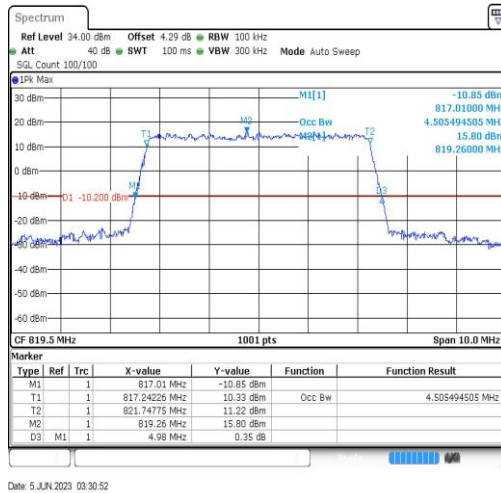 Spectrum
Ref Level 34.00 dBm Offset 4.29 dB RBW 100 kHz
Att 40 dB SWT 100 ms VBW 300 kHz Mode Auto Sweep
SGL Count 100/100
1Pk Max
M1[1] -10.85 dBm
817.01000 MHz
Occ Bw 4.505494505 MHz
M2[1] 15.80 dBm
819.26000 MHz
30 dBm
20 dBm
10 dBm
0 dBm
-10 dBm
-20 dBm
-30 dBm
-40 dBm
-50 dBm
-60 dBm
D1 -10.200 dBm
T1
M2
T2
M1
D3
CF 819.5 MHz 1001 pts Span 10.0 MHz
Marker
Type Ref Trc X-value Y-value Function Function Result
M1 1 817.01 MHz -10.85 dBm
T1 1 817.24226 MHz 10.33 dBm Occ Bw 4.505494505 MHz
T2 1 821.74775 MHz 11.22 dBm
M2 1 819.26 MHz 15.80 dBm
D3 M1 1 4.98 MHz 0.35 dB
Date: 5.JUN.2023 03:30:52